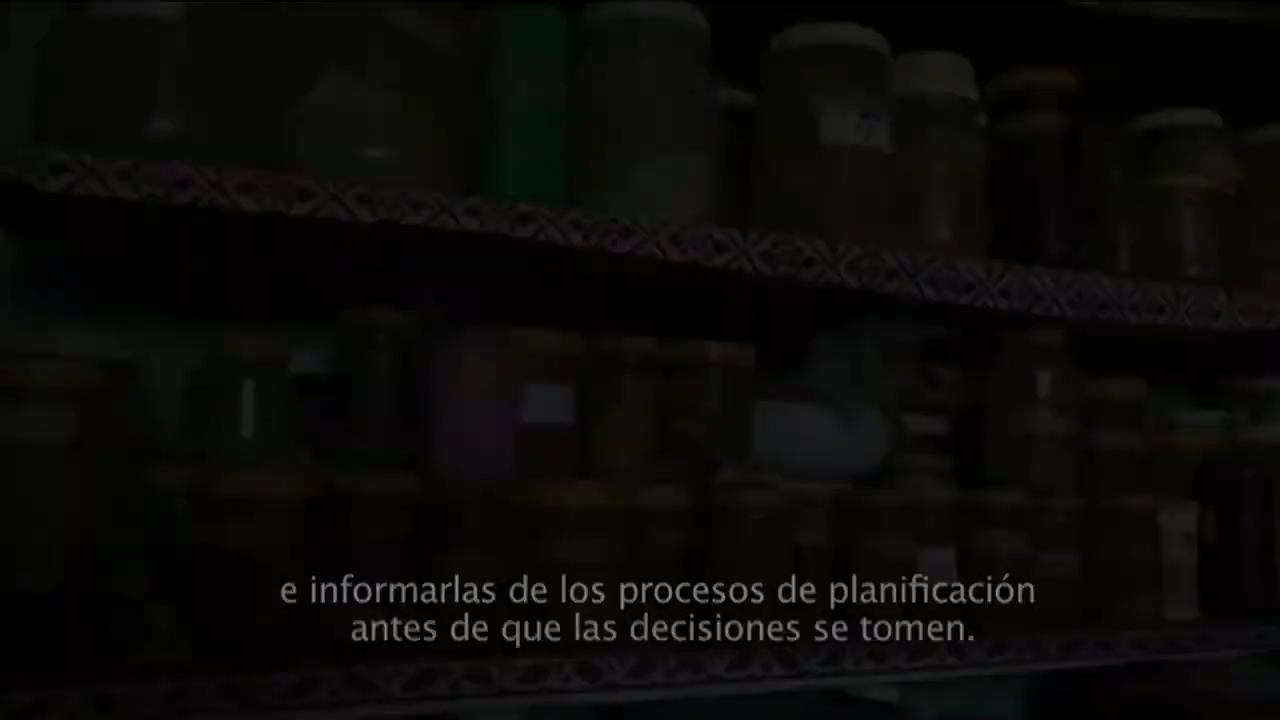 e informarlas de los procesos de planificación
antes de que las decisiones se tomen.